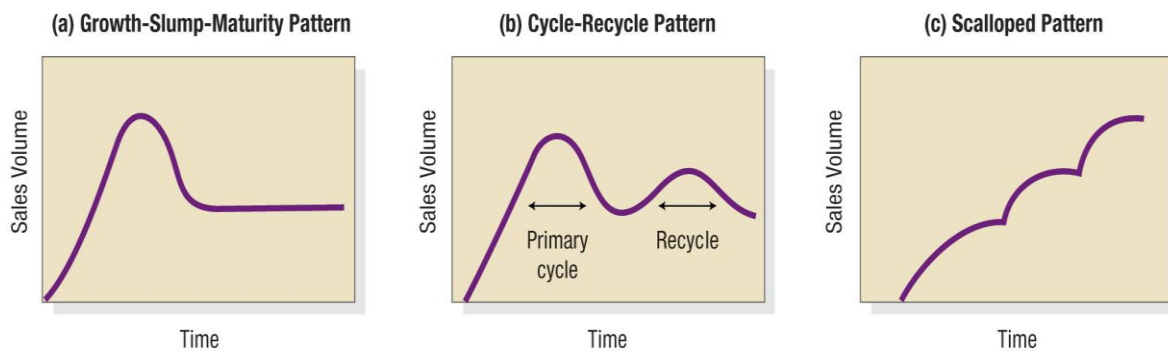 (a) Growth-Slump-Maturity Pattern
Sales Volume
Time
(b) Cycle-Recycle Pattern
Sales Volume
Primary
cycle
Recycle
Time
(c) Scalloped Pattern
Sales Volume
Time